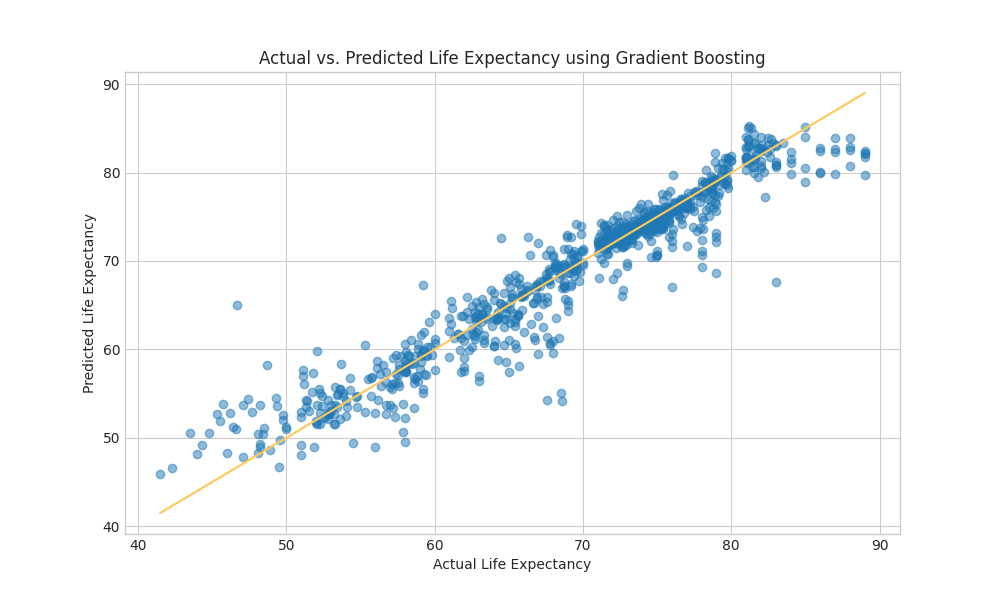 Actual vs. Predicted Life Expectancy using Gradient Boosting
90
80
70
60
50
40
Predicted Life Expectancy
40 50 60 70 80 90
Actual Life Expectancy